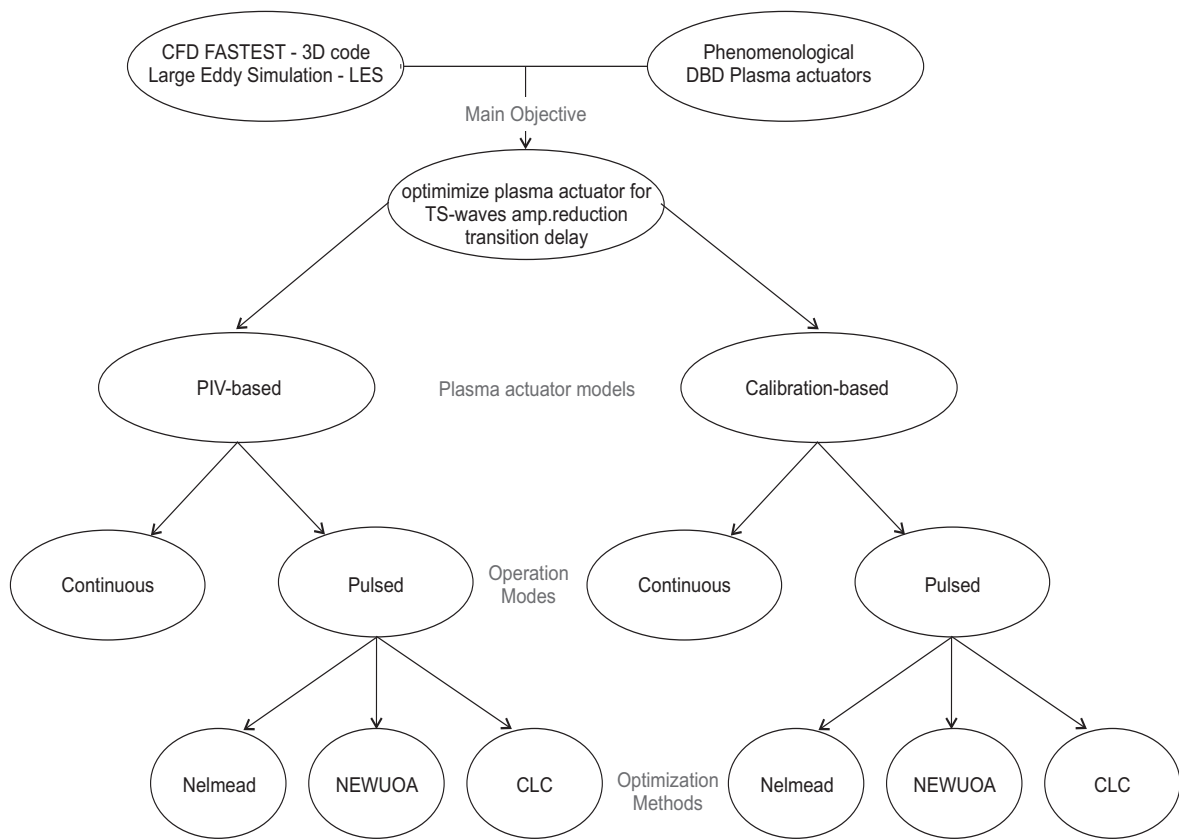 CFD FASTEST - 3D code
Large Eddy Simulation - LES
Phenomenological
DBD Plasma actuators
Main Objective
optimimize plasma actuator for
TS-waves amp.reduction
transition delay
PIV-based
Plasma actuator models
Calibration-based
Continuous
Pulsed
Operation
Modes
Continuous
Pulsed
Nelmead
NEWUOA
CLC
Optimization
Methods
Nelmead
NEWUOA
CLC